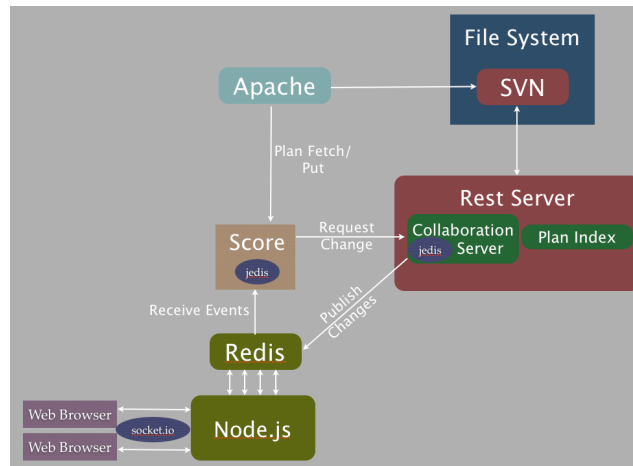 File System
Apache
SVN
Plan Fetch/
Put
Rest Server
Score
jedis
Request
Change
Collaboration
Server
jedis
Plan Index
Receive Events
Publish
Changes
Redis
Web Browser
socket.io
Node.js
Web Browser